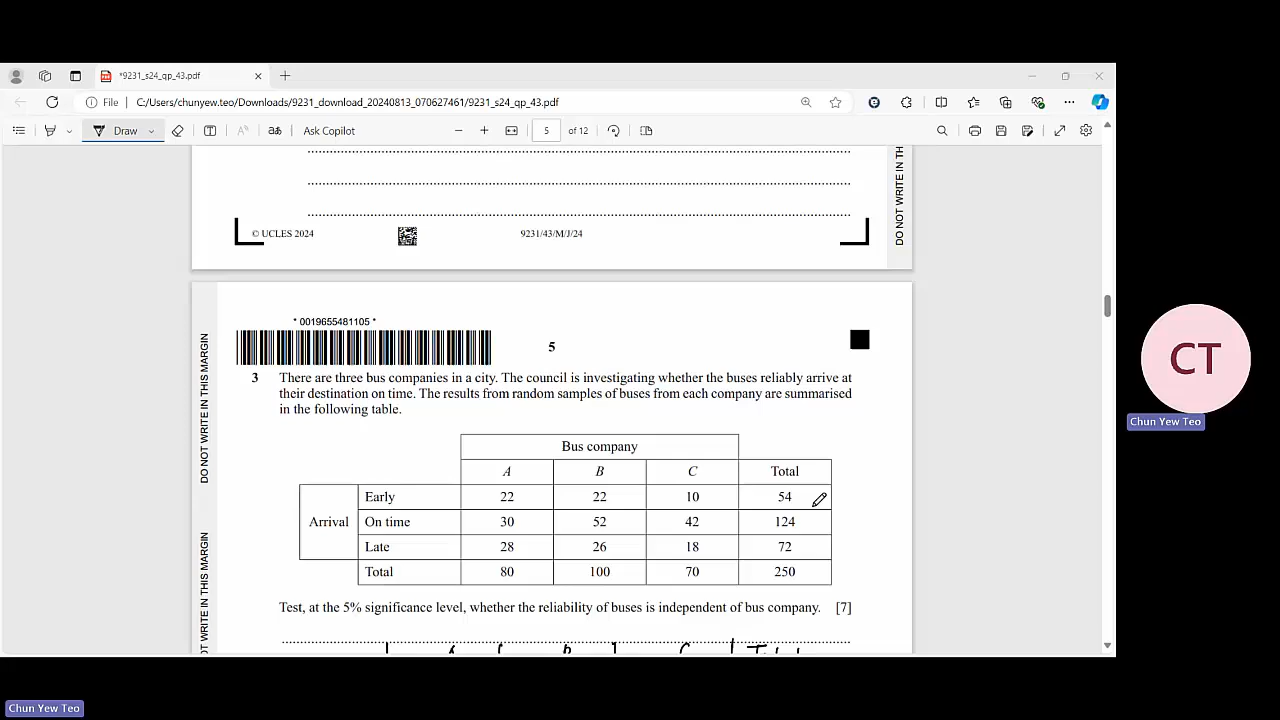 *9231_s24_qp_43.pdf
File C:/Users/chunyew.teo/Downloads/9231_download_20240813_070627461/9231_s24_qp_43.pdf
Draw Ask Copilot 5 of 12
© UCLES 2024 9231/43/M/J/24
DO NOT WRITE IN TH
* 0019655481105 *
5
DO NOT WRITE IN THIS MARGIN
3 There are three bus companies in a city. The council is investigating whether the buses reliably arrive at
their destination on time. The results from random samples of buses from each company are summarised
in the following table.
Bus company
A B C Total
Early 22 22 10 54
Arrival On time 30 52 42 124
Late 28 26 18 72
Total 80 100 70 250
Test, at the 5% significance level, whether the reliability of buses is independent of bus company. [7]
OT WRITE IN THIS MARGIN
CT
Chun Yew Teo
Chun Yew Teo